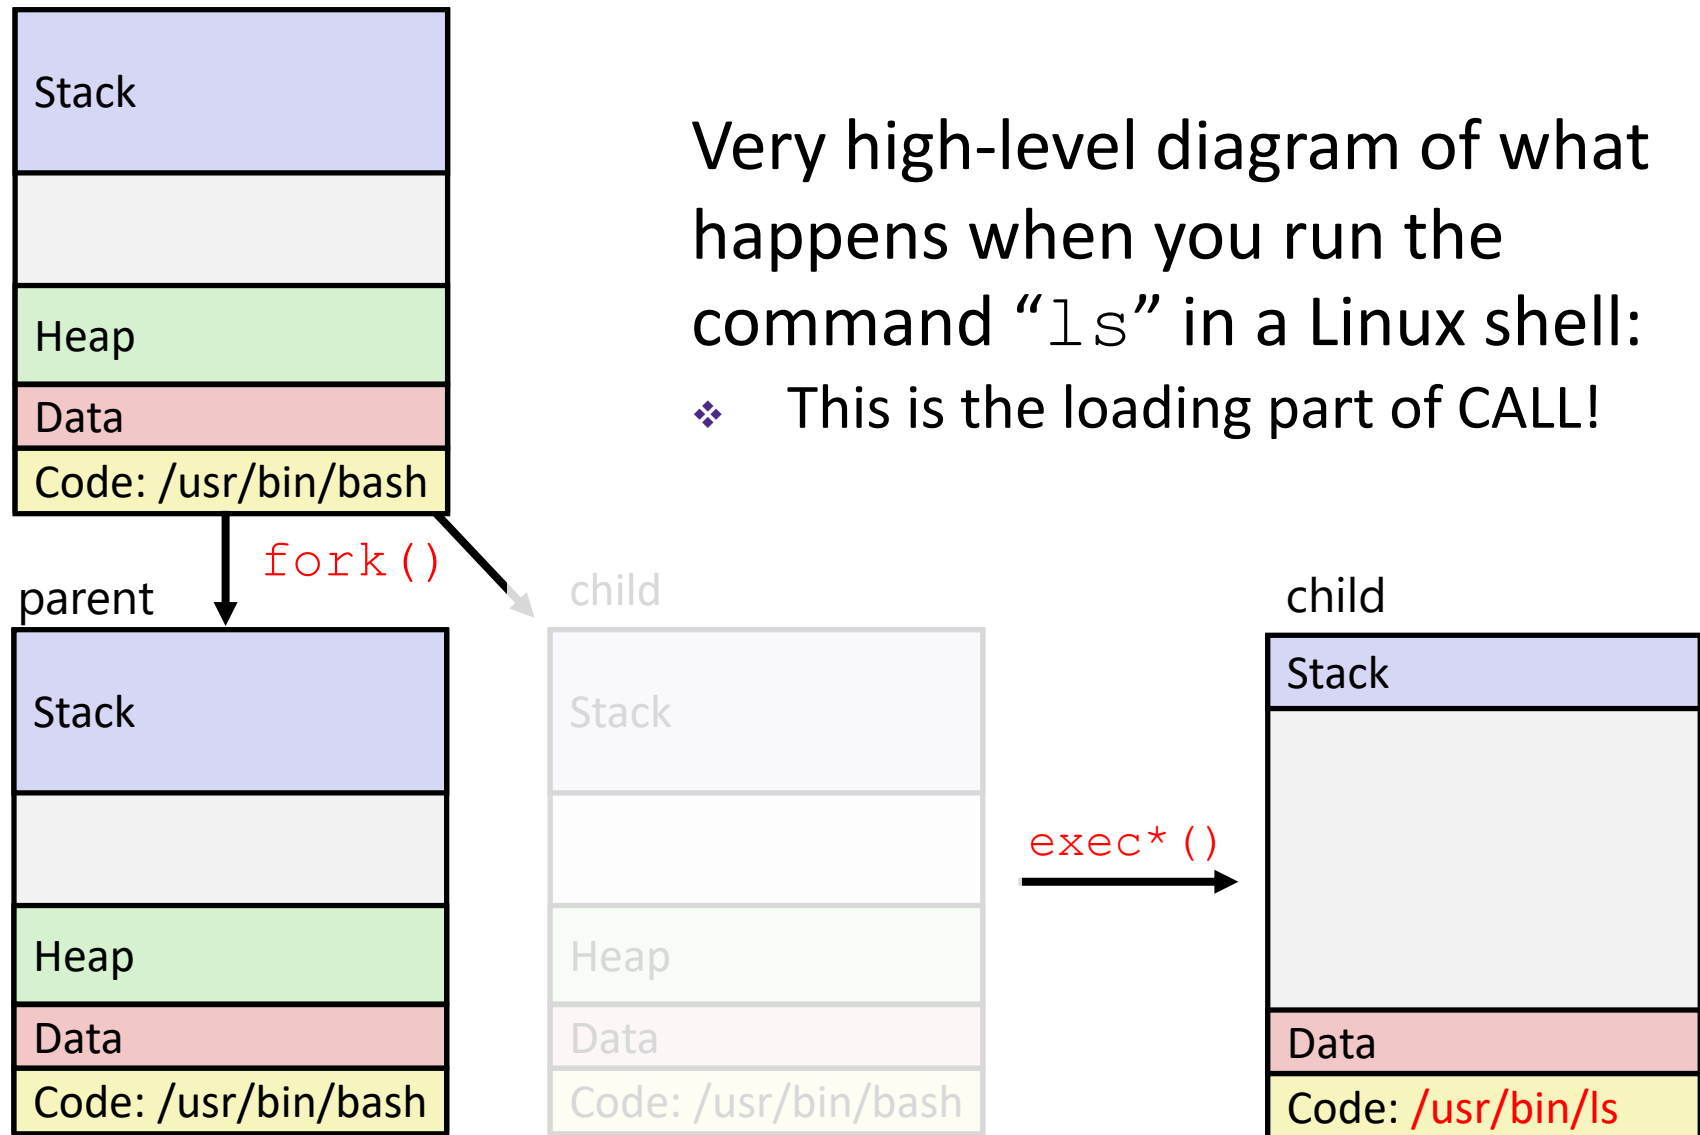 Stack
Heap
Data
Code: /usr/bin/bash
Very high-level diagram of what
happens when you run the
command “ls” in a Linux shell:
❖ This is the loading part of CALL!
fork()
parent
Stack
Heap
Data
Code: /usr/bin/bash
child
Stack
Heap
Data
Code: /usr/bin/bash
exec*()
child
Stack
Data
Code: /usr/bin/ls